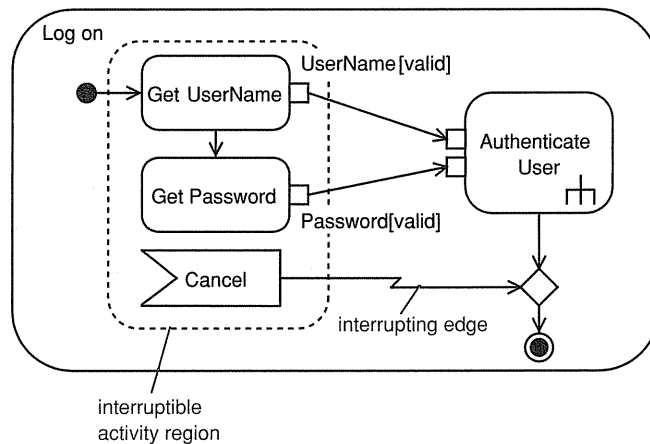 Log on
UserName[valid]
Get UserName
Authenticate
User
Get Password
Password[valid]
Cancel
interrupting edge
interruptible
activity region